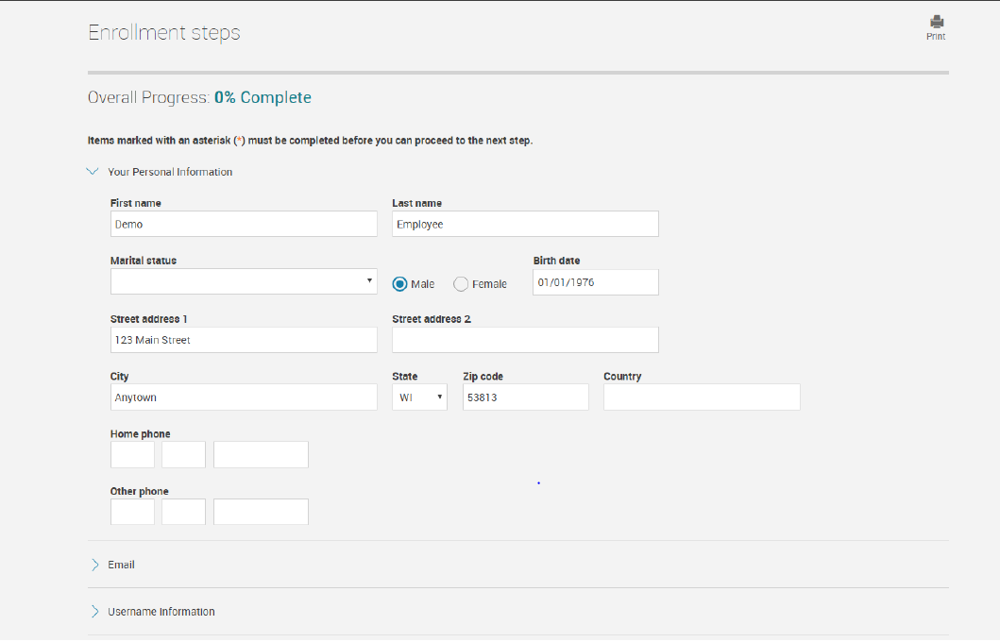 Enrollment steps
Print
Overall Progress: 0% Complete
Items marked with an asterisk (*) must be completed before you can proceed to the next step.
Your Personal Information
First name Last name
Demo Employee
Marital status Birth date
Male Female 01/01/1976
Street address 1 Street address 2
123 Main Street
City State Zip code Country
Anytown WI 53813
Home phone
Other phone
Email
Username Information